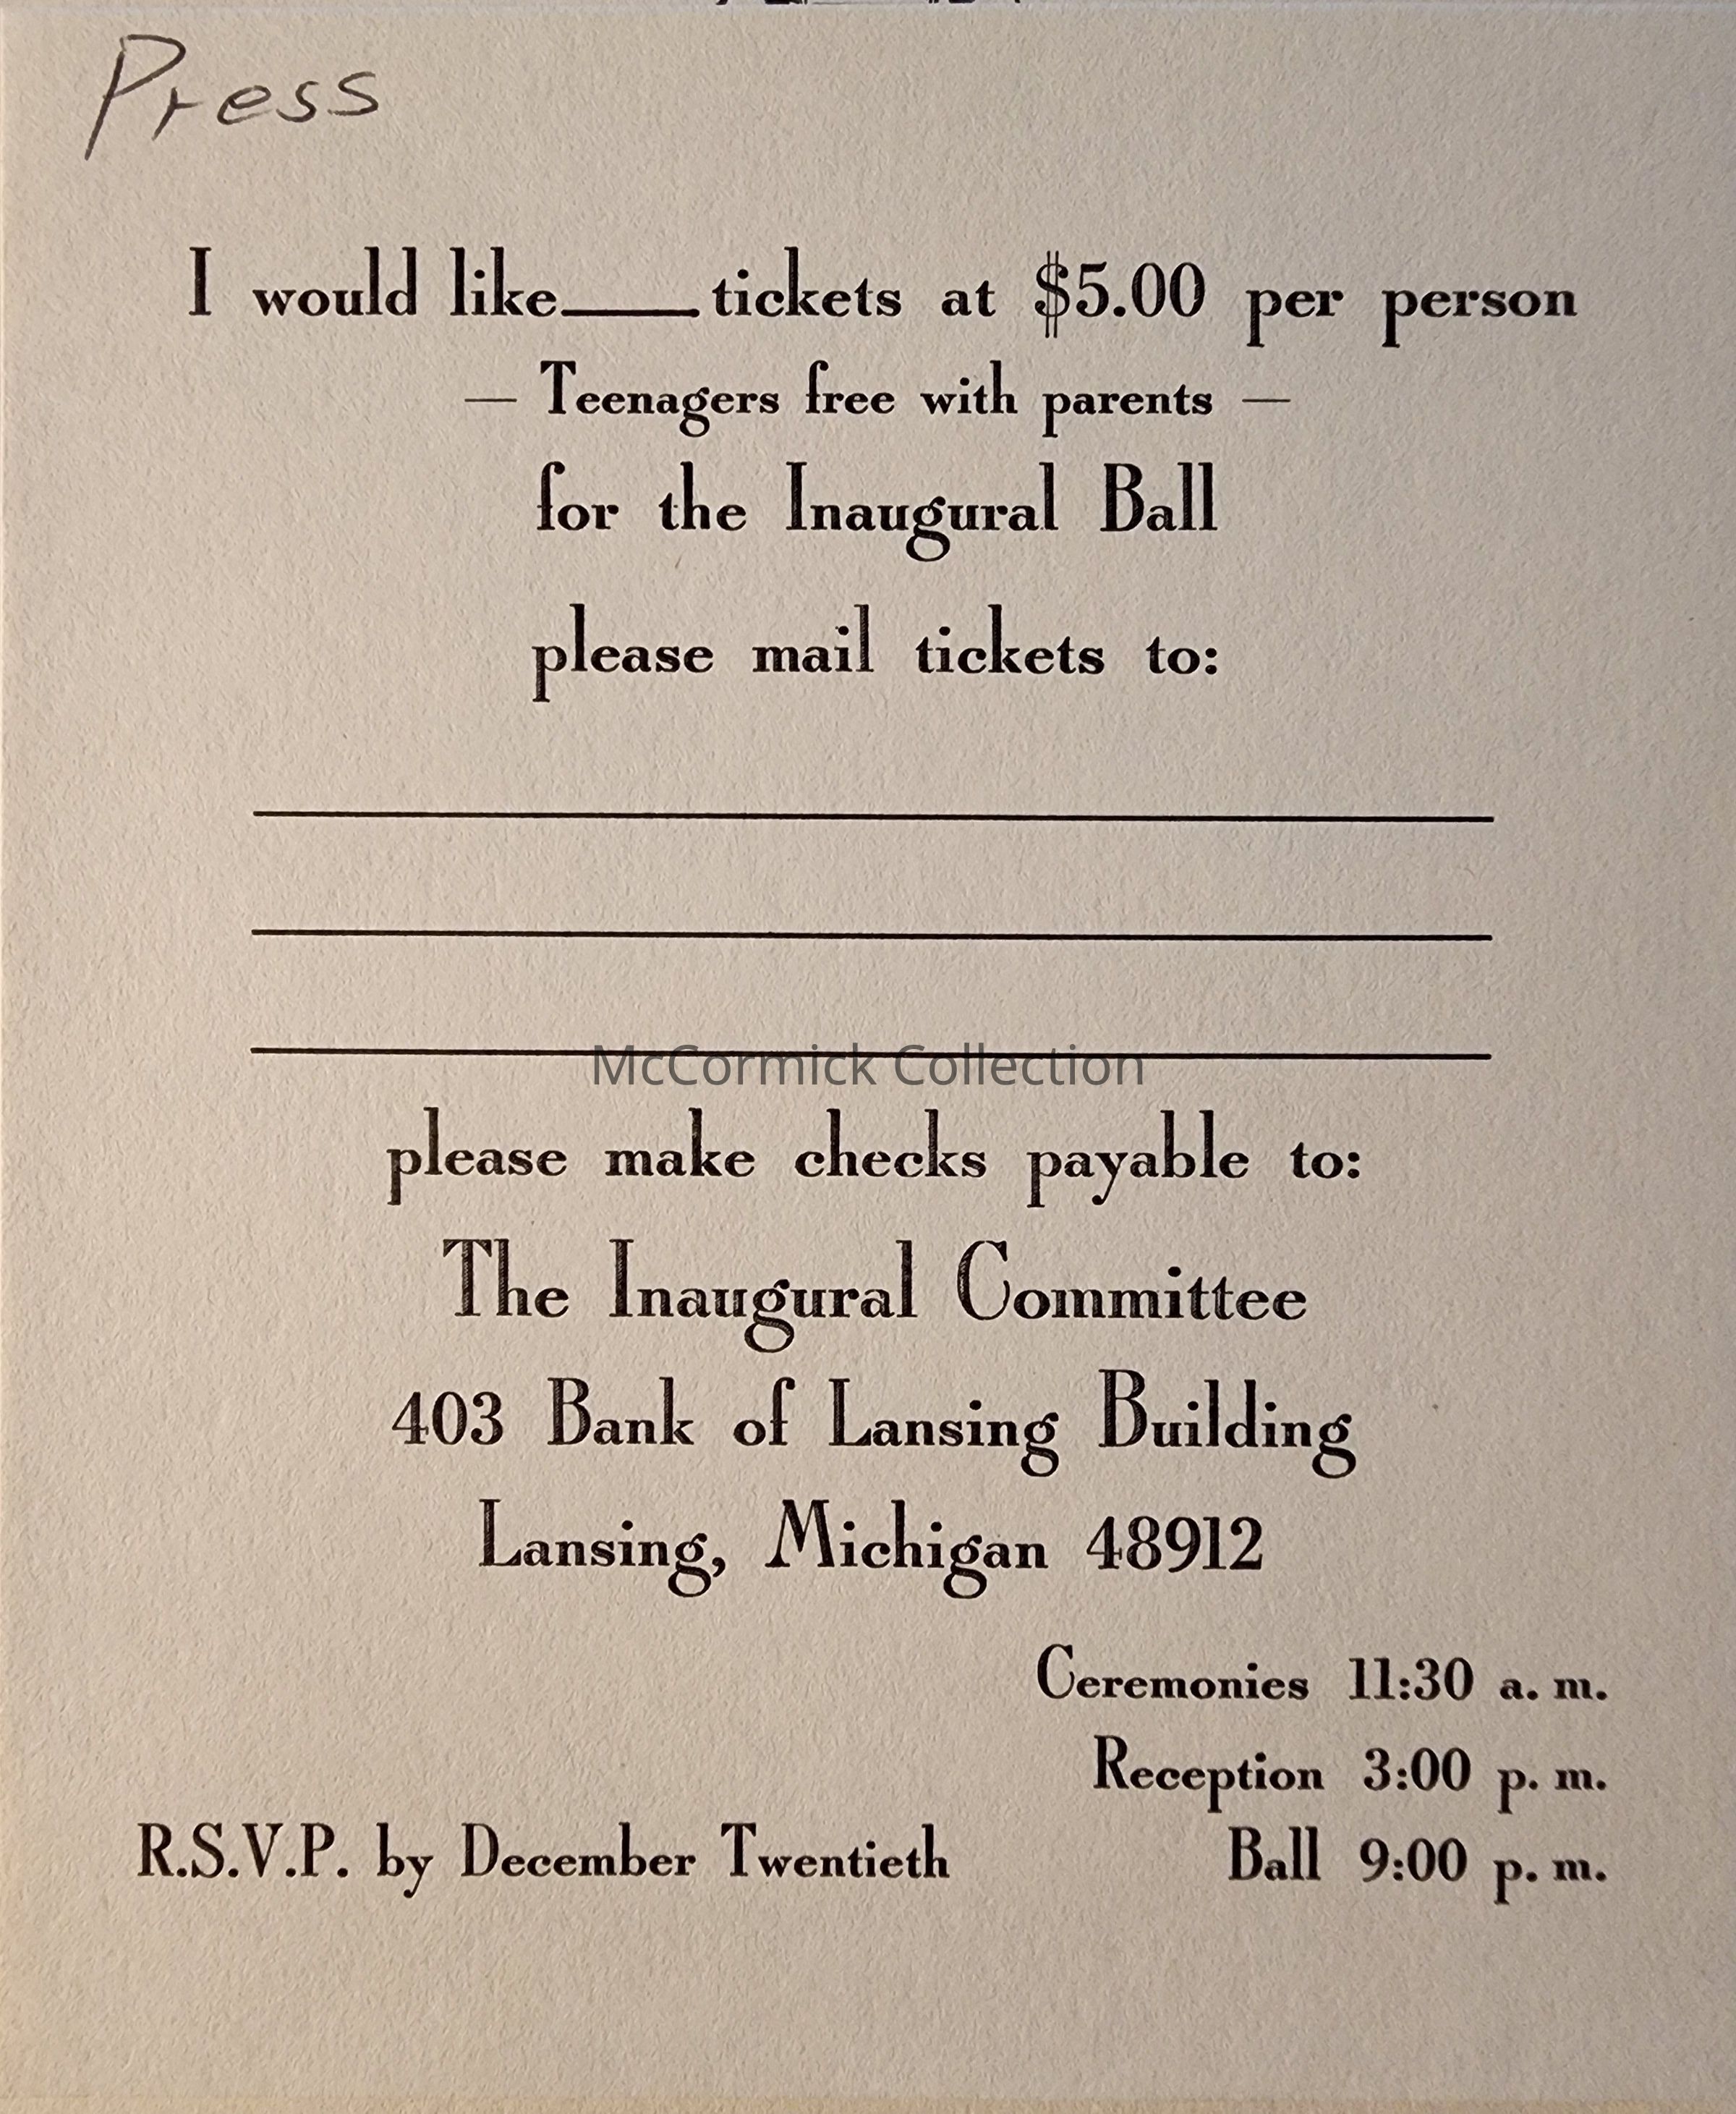 Press
I would like____tickets at $5.00 per person
— Teenagers free with parents —
for the Inaugural Ball
please mail tickets to:
McCormick Collection
please make checks payable to:
The Inaugural Committee
403 Bank of Lansing Building
Lansing, Michigan 48912
Ceremonies 11:30 a. m.
Reception 3:00 p. m.
R.S.V.P. by December Twentieth Ball 9:00 p. m.